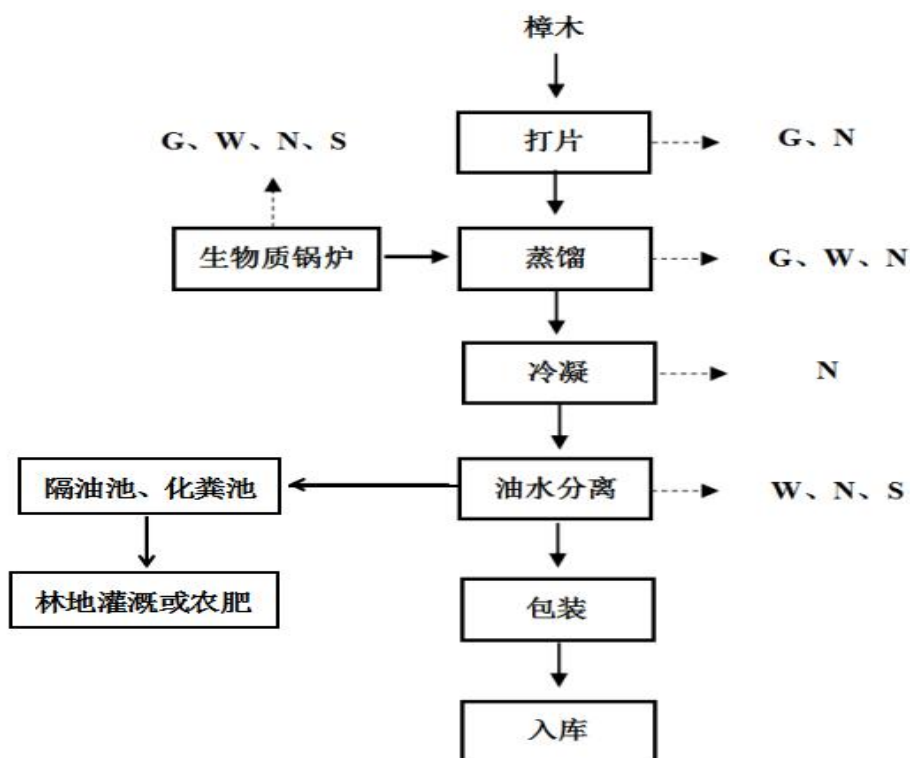 樟木
打片
G、N
G、W、N、S
生物质锅炉
蒸馏
G、W、N
冷凝
N
油水分离
W、N、S
隔油池、化粪池
林地灌溉或农肥
包装
入库